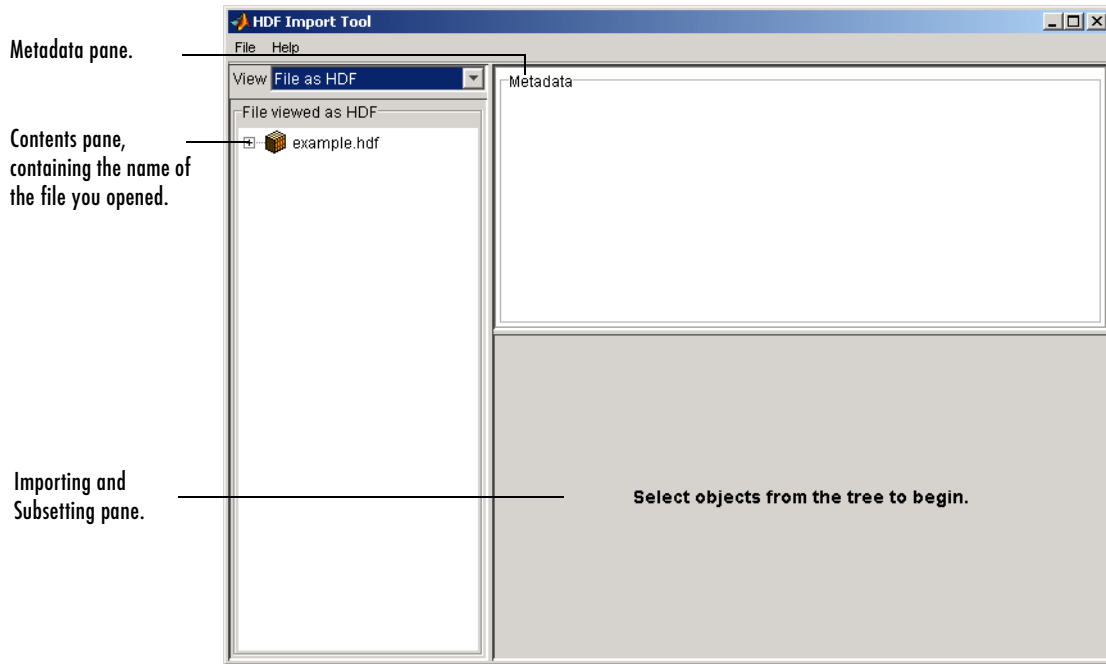 HDF Import Tool
File Help
Metadata pane.
View File as HDF
Metadata
File viewed as HDF
example.hdf
Contents pane,
containing the name of
the file you opened.
Importing and
Subsetting pane.
Select objects from the tree to begin.